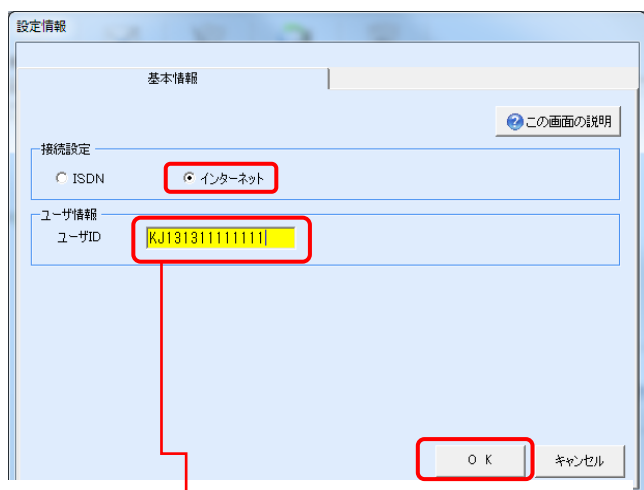 設定情報
基本情報
この画面の説明
接続設定
ISDN
インターネット
ユーザ情報
ユーザID
KJ131311111111
ＯＫ
キャンセル